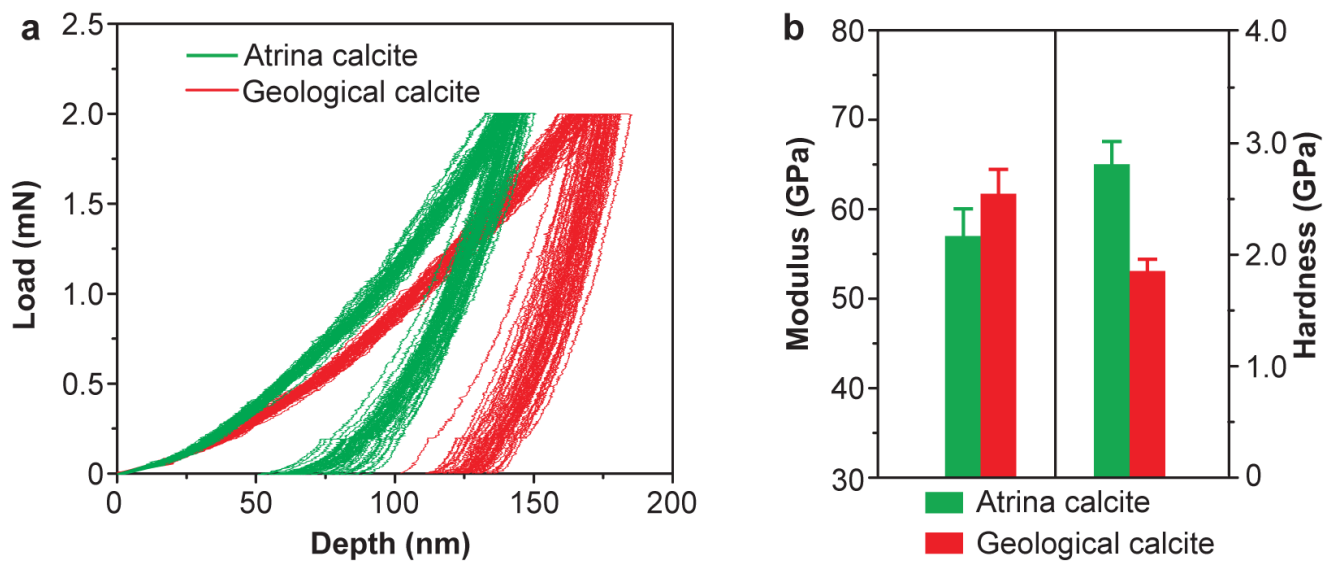 a
2.5
2.0
1.5
1.0
0.5
0
Load (mN)
Atrina calcite
Geological calcite
0
50
100
150
200
Depth (nm)
b
80
70
60
50
40
30
Modulus (GPa)
4.0
3.0
2.0
1.0
0
Hardness (GPa)
Atrina calcite
Geological calcite